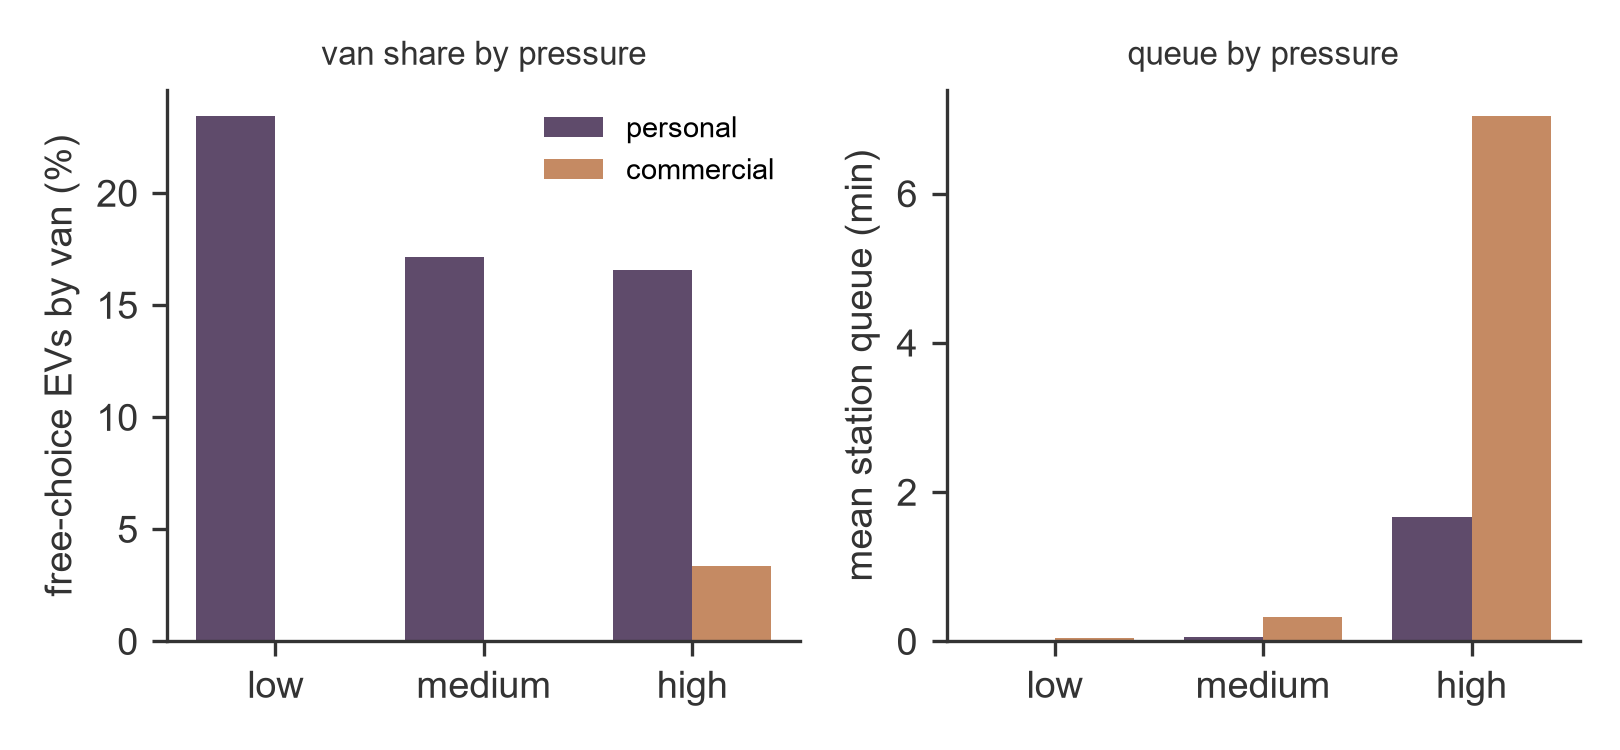 van share by pressure
free-choice EVs by van (%)
20
15
10
5
0
personal
commercial
low medium high
queue by pressure
mean station queue (min)
6
4
2
0
low medium high